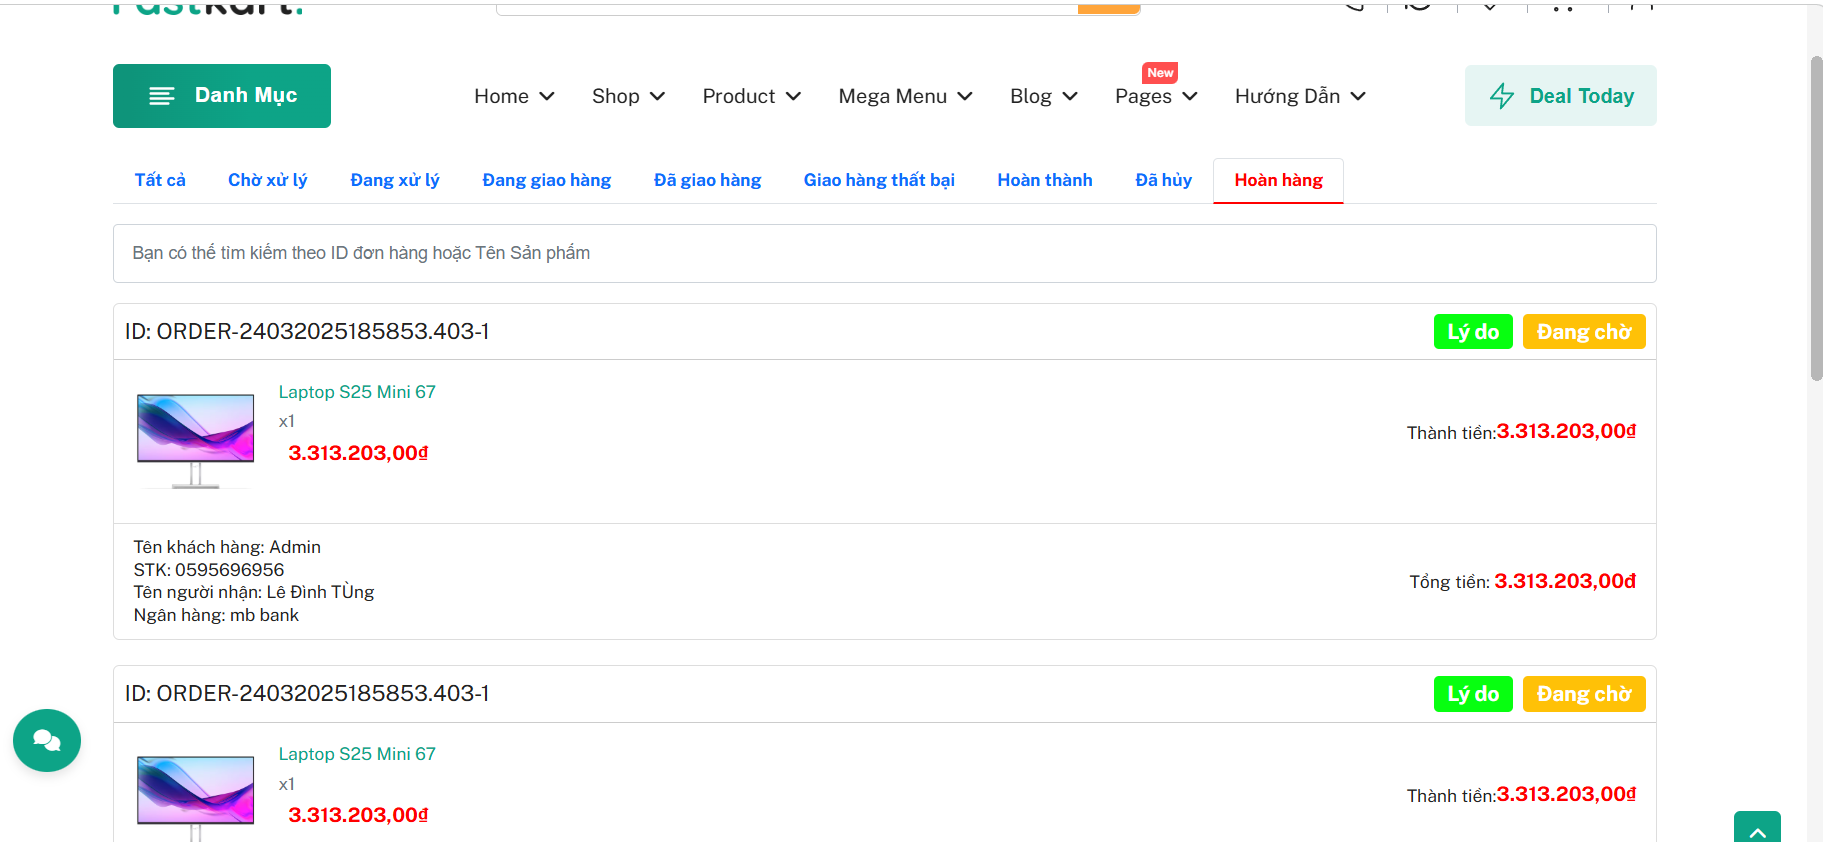 Danh Mục
Home
Shop
Product
Mega Menu
Blog
Pages
New
Hướng Dẫn
Deal Today
Tất cả
Chờ xử lý
Đang xử lý
Đang giao hàng
Đã giao hàng
Giao hàng thất bại
Hoàn thành
Đã hủy
Hoàn hàng
Bạn có thể tìm kiếm theo ID đơn hàng hoặc Tên Sản phẩm
ID: ORDER-24032025185853.403-1
Lý do
Đang chờ
Laptop S25 Mini 67
x1
3.313.203,00₫
Thành tiền:3.313.203,00₫
Tên khách hàng: Admin
STK: 0595696956
Tên người nhận: Lê Đình TÙng
Ngân hàng: mb bank
Tổng tiền: 3.313.203,00đ
ID: ORDER-24032025185853.403-1
Lý do
Đang chờ
Laptop S25 Mini 67
x1
3.313.203,00₫
Thành tiền:3.313.203,00₫